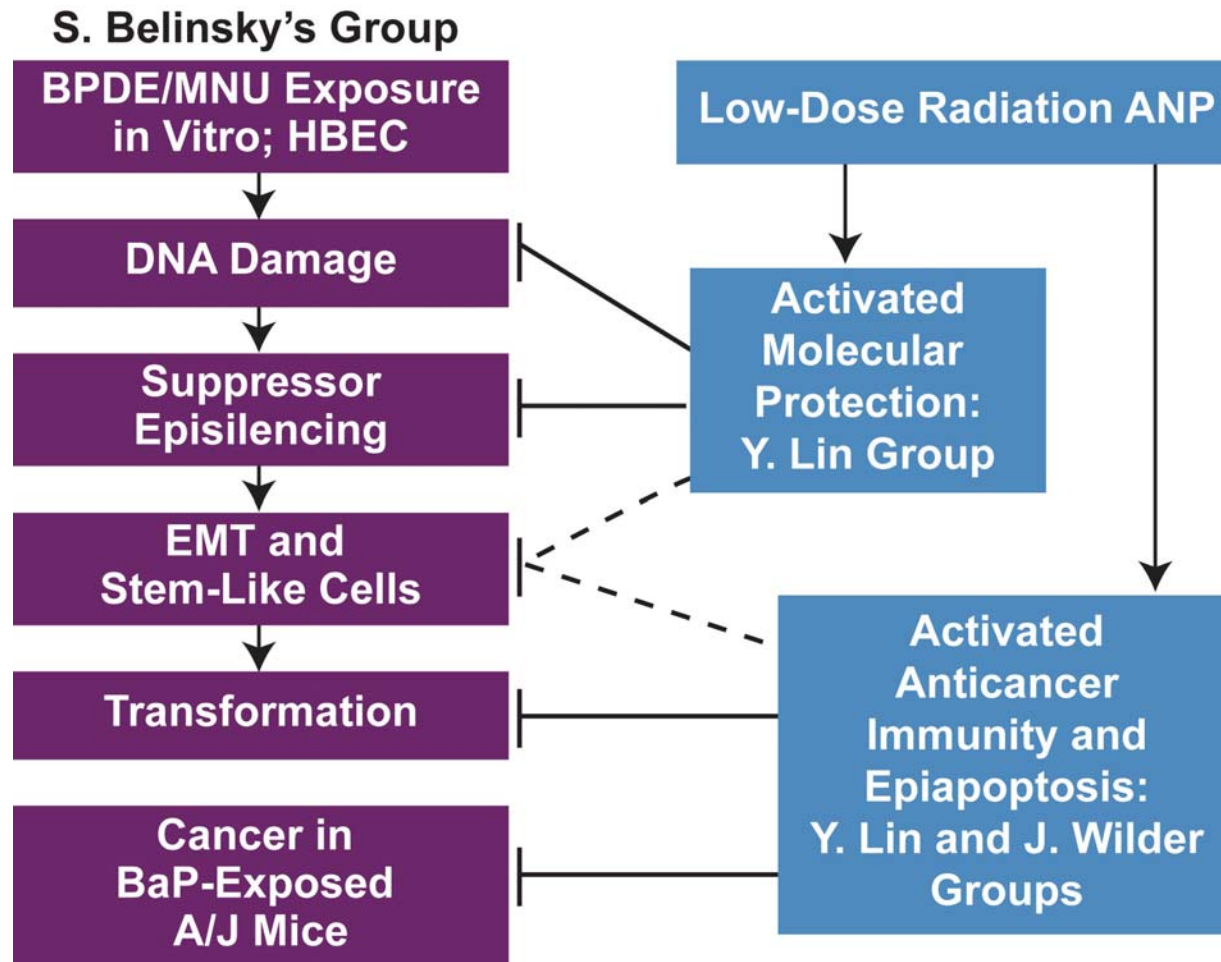 S. Belinsky's Group
BPDE/MNU Exposure
in Vitro; HBEC
DNA Damage
Suppressor
Episilencing
EMT and
Stem-Like Cells
Transformation
Cancer in
BaP-Exposed
A/J Mice
Low-Dose Radiation ANP
Activated
Molecular
Protection:
Y. Lin Group
Activated
Anticancer
Immunity and
Epiapoptosis:
Y. Lin and J. Wilder
Groups